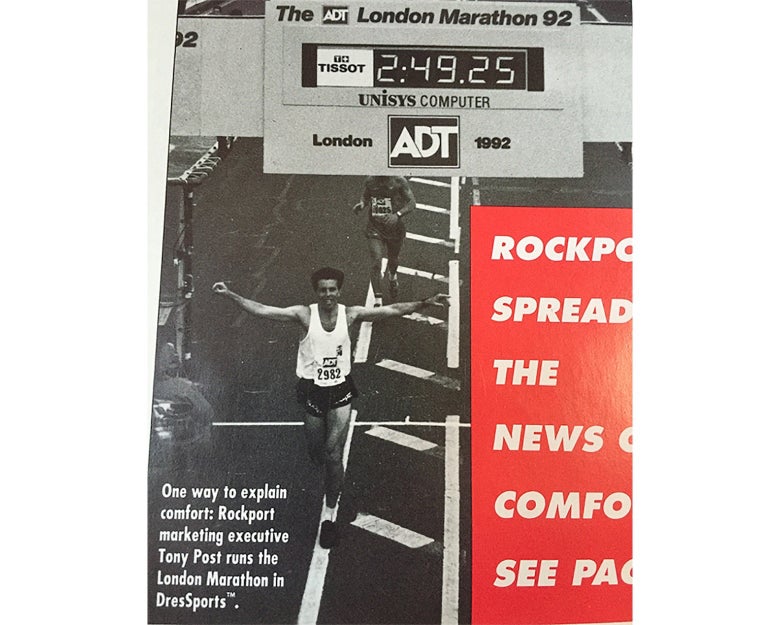 The ADT London Marathon 92
92
TISSOT 2:49.25
UNISYS COMPUTER
London ADT 1992
ADT
2982
ROCKPO
SPREAD
THE
NEWS
COMFO
SEE PAG
One way to explain
comfort: Rockport
marketing executive
Tony Post runs the
London Marathon in
DresSports™.